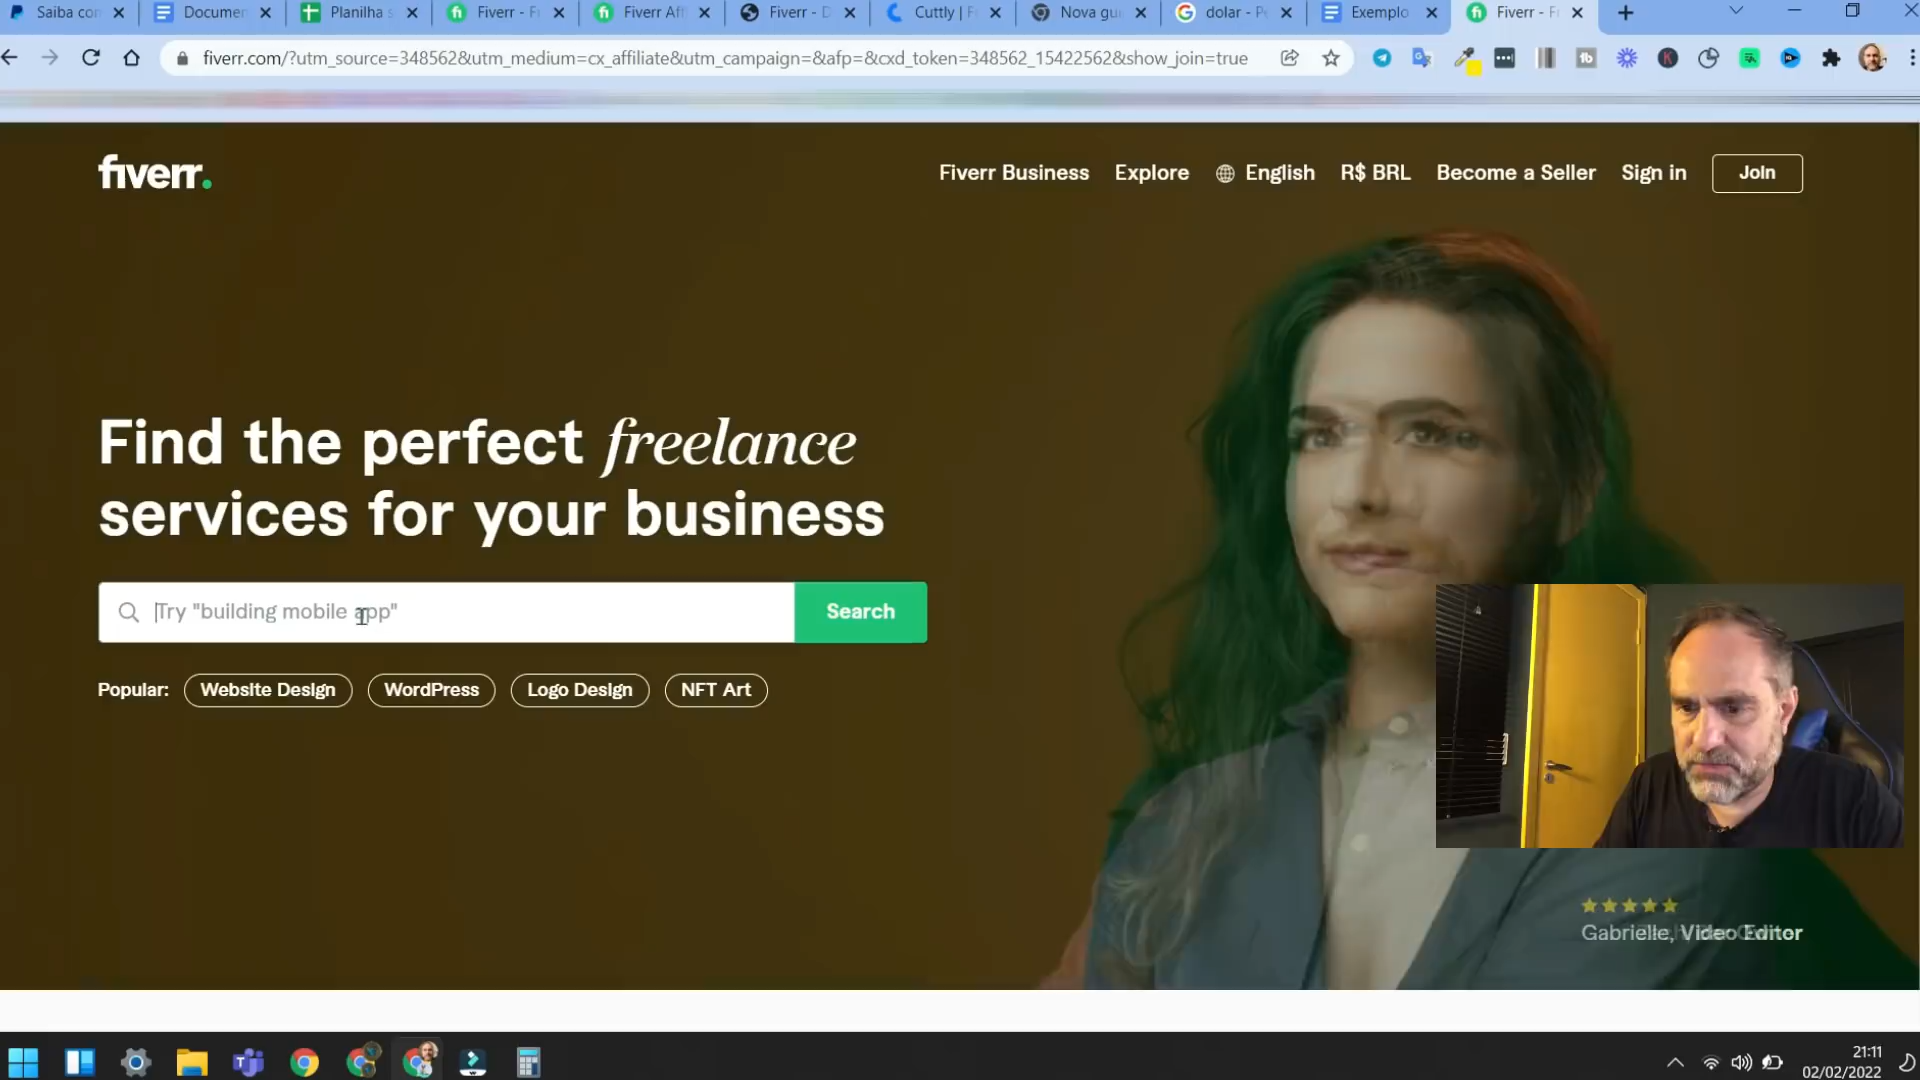 Saiba con
Documen
Planilha s
Fiverr - F
Fiverr Aff
Fiverr - D
Cuttly | F
Nova gui
dolar - Pe
Exemplo
Fiverr - Fr
fiverr.com/?utm_source=348562&utm_medium=cx_affiliate&utm_campaign=&afp=&cxd_token=348562_15422562&show_join=true
fiverr.
Fiverr Business Explore English R$ BRL Become a Seller Sign in Join
Find the perfect freelance
services for your business
Try "building mobile app" Search
Popular: Website Design WordPress Logo Design NFT Art
Gabrielle, Video Editor
21:11
02/02/2022